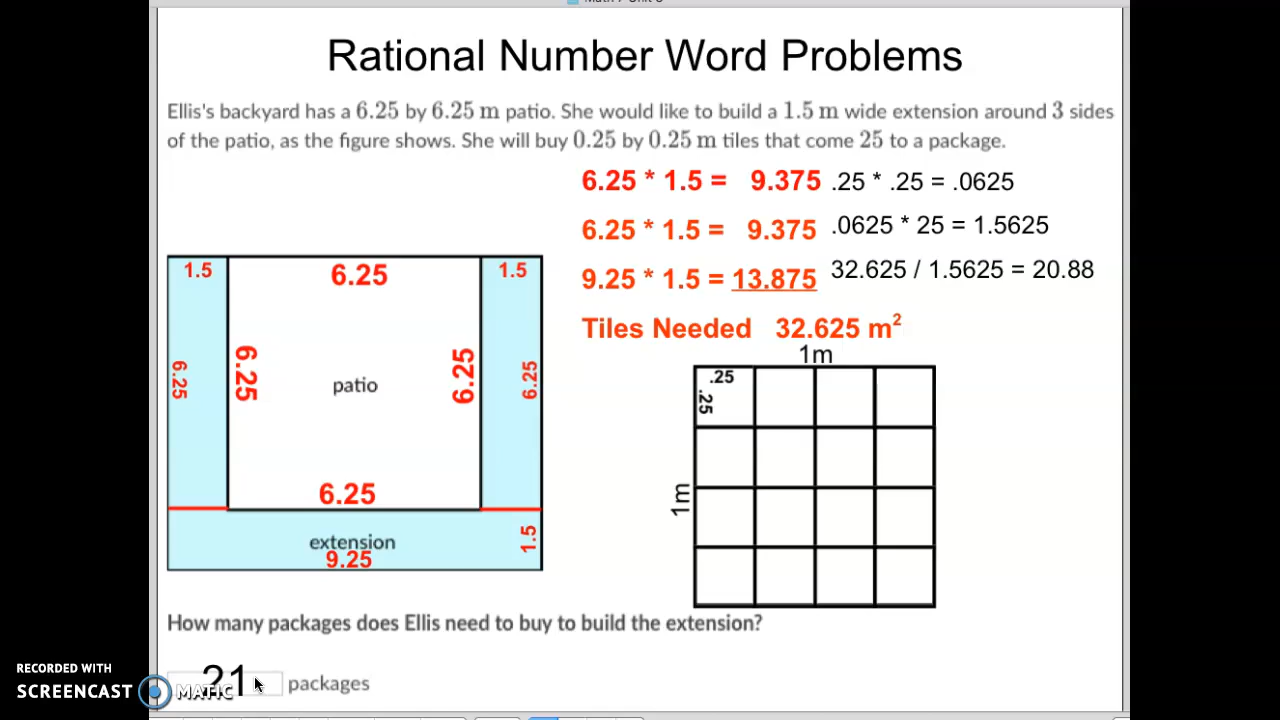 Rational Number Word Problems
Ellis's backyard has a 6.25 by 6.25 m patio. She would like to build a 1.5 m wide extension around 3 sides
of the patio, as the figure shows. She will buy 0.25 by 0.25 m tiles that come 25 to a package.
6.25 * 1.5 = 9.375 .25 * .25 = .0625
6.25 * 1.5 = 9.375 .0625 * 25 = 1.5625
9.25 * 1.5 = 13.875 32.625 / 1.5625 = 20.88
Tiles Needed 32.625 m²
1.5 6.25 1.5
6.25 6.25 patio 6.25 6.25
6.25
extension 1.5
9.25
1m
.25
.25
1m
How many packages does Ellis need to buy to build the extension?
21 packages
RECORDED WITH
SCREENCAST MATIC